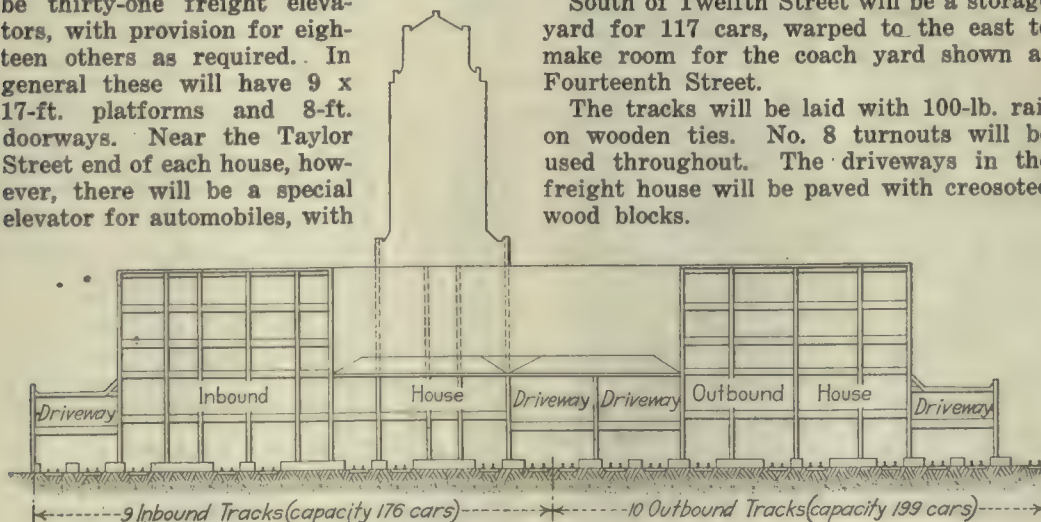 be thirty-one freight eleva-
tors, with provision for eigh-
teen others as required. In
general these will have 9 x
17-ft. platforms and 8-ft.
doorways. Near the Taylor
Street end of each house, how-
ever, there will be a special
elevator for automobiles, with
South of Twelfth Street will be a storage
yard for 117 cars, warped to the east to
make room for the coach yard shown a
Fourteenth Street.
The tracks will be laid with 100-lb. rai
on wooden ties. No. 8 turnouts will be
used throughout. The driveways in the
freight house will be paved with creosoted
wood blocks.
Driveway Inbound House Driveway Driveway Outbound House Driveway
9 Inbound Tracks (capacity 176 cars) 10 Outbound Tracks (capacity 199 cars)